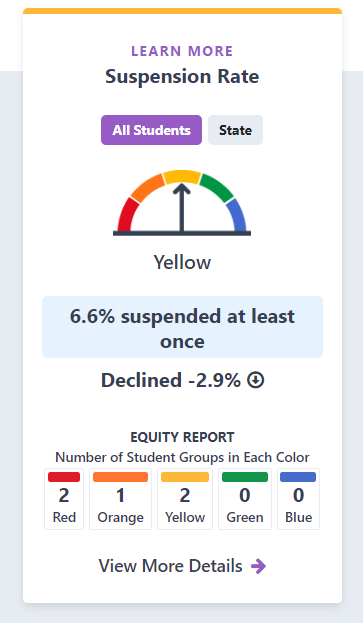 LEARN MORE
Suspension Rate
All Students State
Yellow
6.6% suspended at least
once
Declined -2.9%
EQUITY REPORT
Number of Student Groups in Each Color
2 1 2 0 0
Red Orange Yellow Green Blue
View More Details